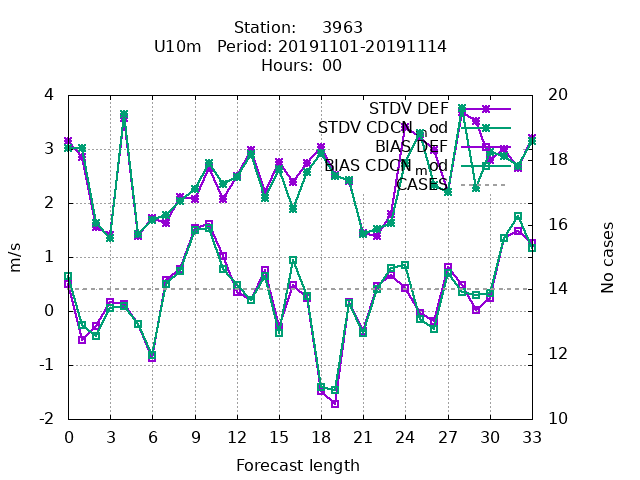 Station: 3963
U10m Period: 20191101-20191114
Hours: 00
4
3
2
1
0
-1
-2
m/s
20
18
16
14
12
10
No cases
STDV DEF
STDV CDCN_mod
BIAS DEF
BIAS CDCN_mod
CASES
0 3 6 9 12 15 18 21 24 27 30 33
Forecast length